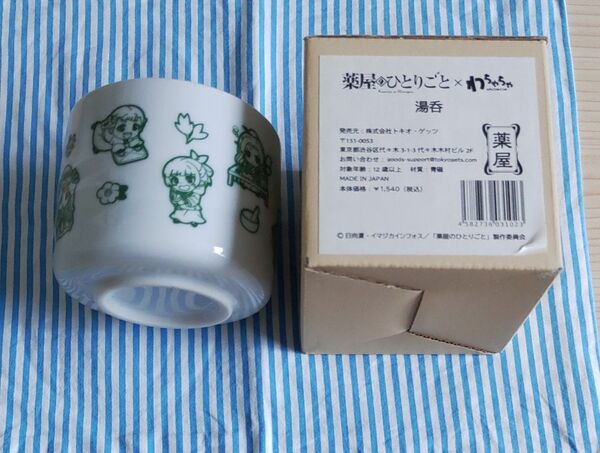 薬屋のひとりごと×わちゃちゃ
湯呑
発売元：株式会社トキオ・ゲッツ
〒151-0053
東京都渋谷区代々木3-1-3 代々木木村ビル 2F
お問い合わせ：goods-support@tokyogets.com
対象年齢：12歳以上 材質：青磁
MADE IN JAPAN
本体価格：￥1,540（税込）
薬屋
4582736031023
© 日向夏・イマジカインフォス／「薬屋のひとりごと」製作委員会